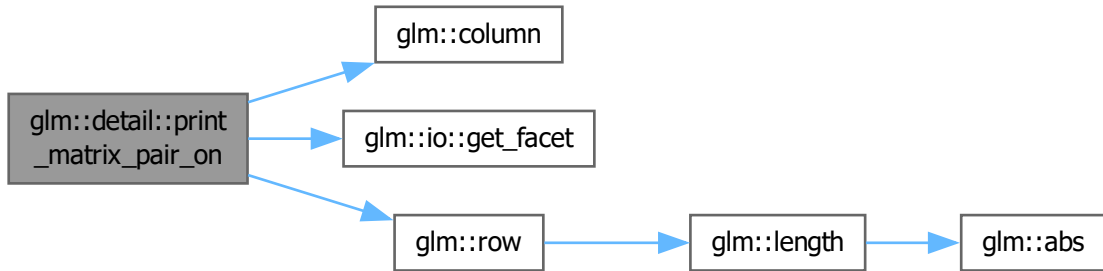 glm::column
glm::detail::print
_matrix_pair_on
glm::io::get_facet
glm::row
glm::length
glm::abs